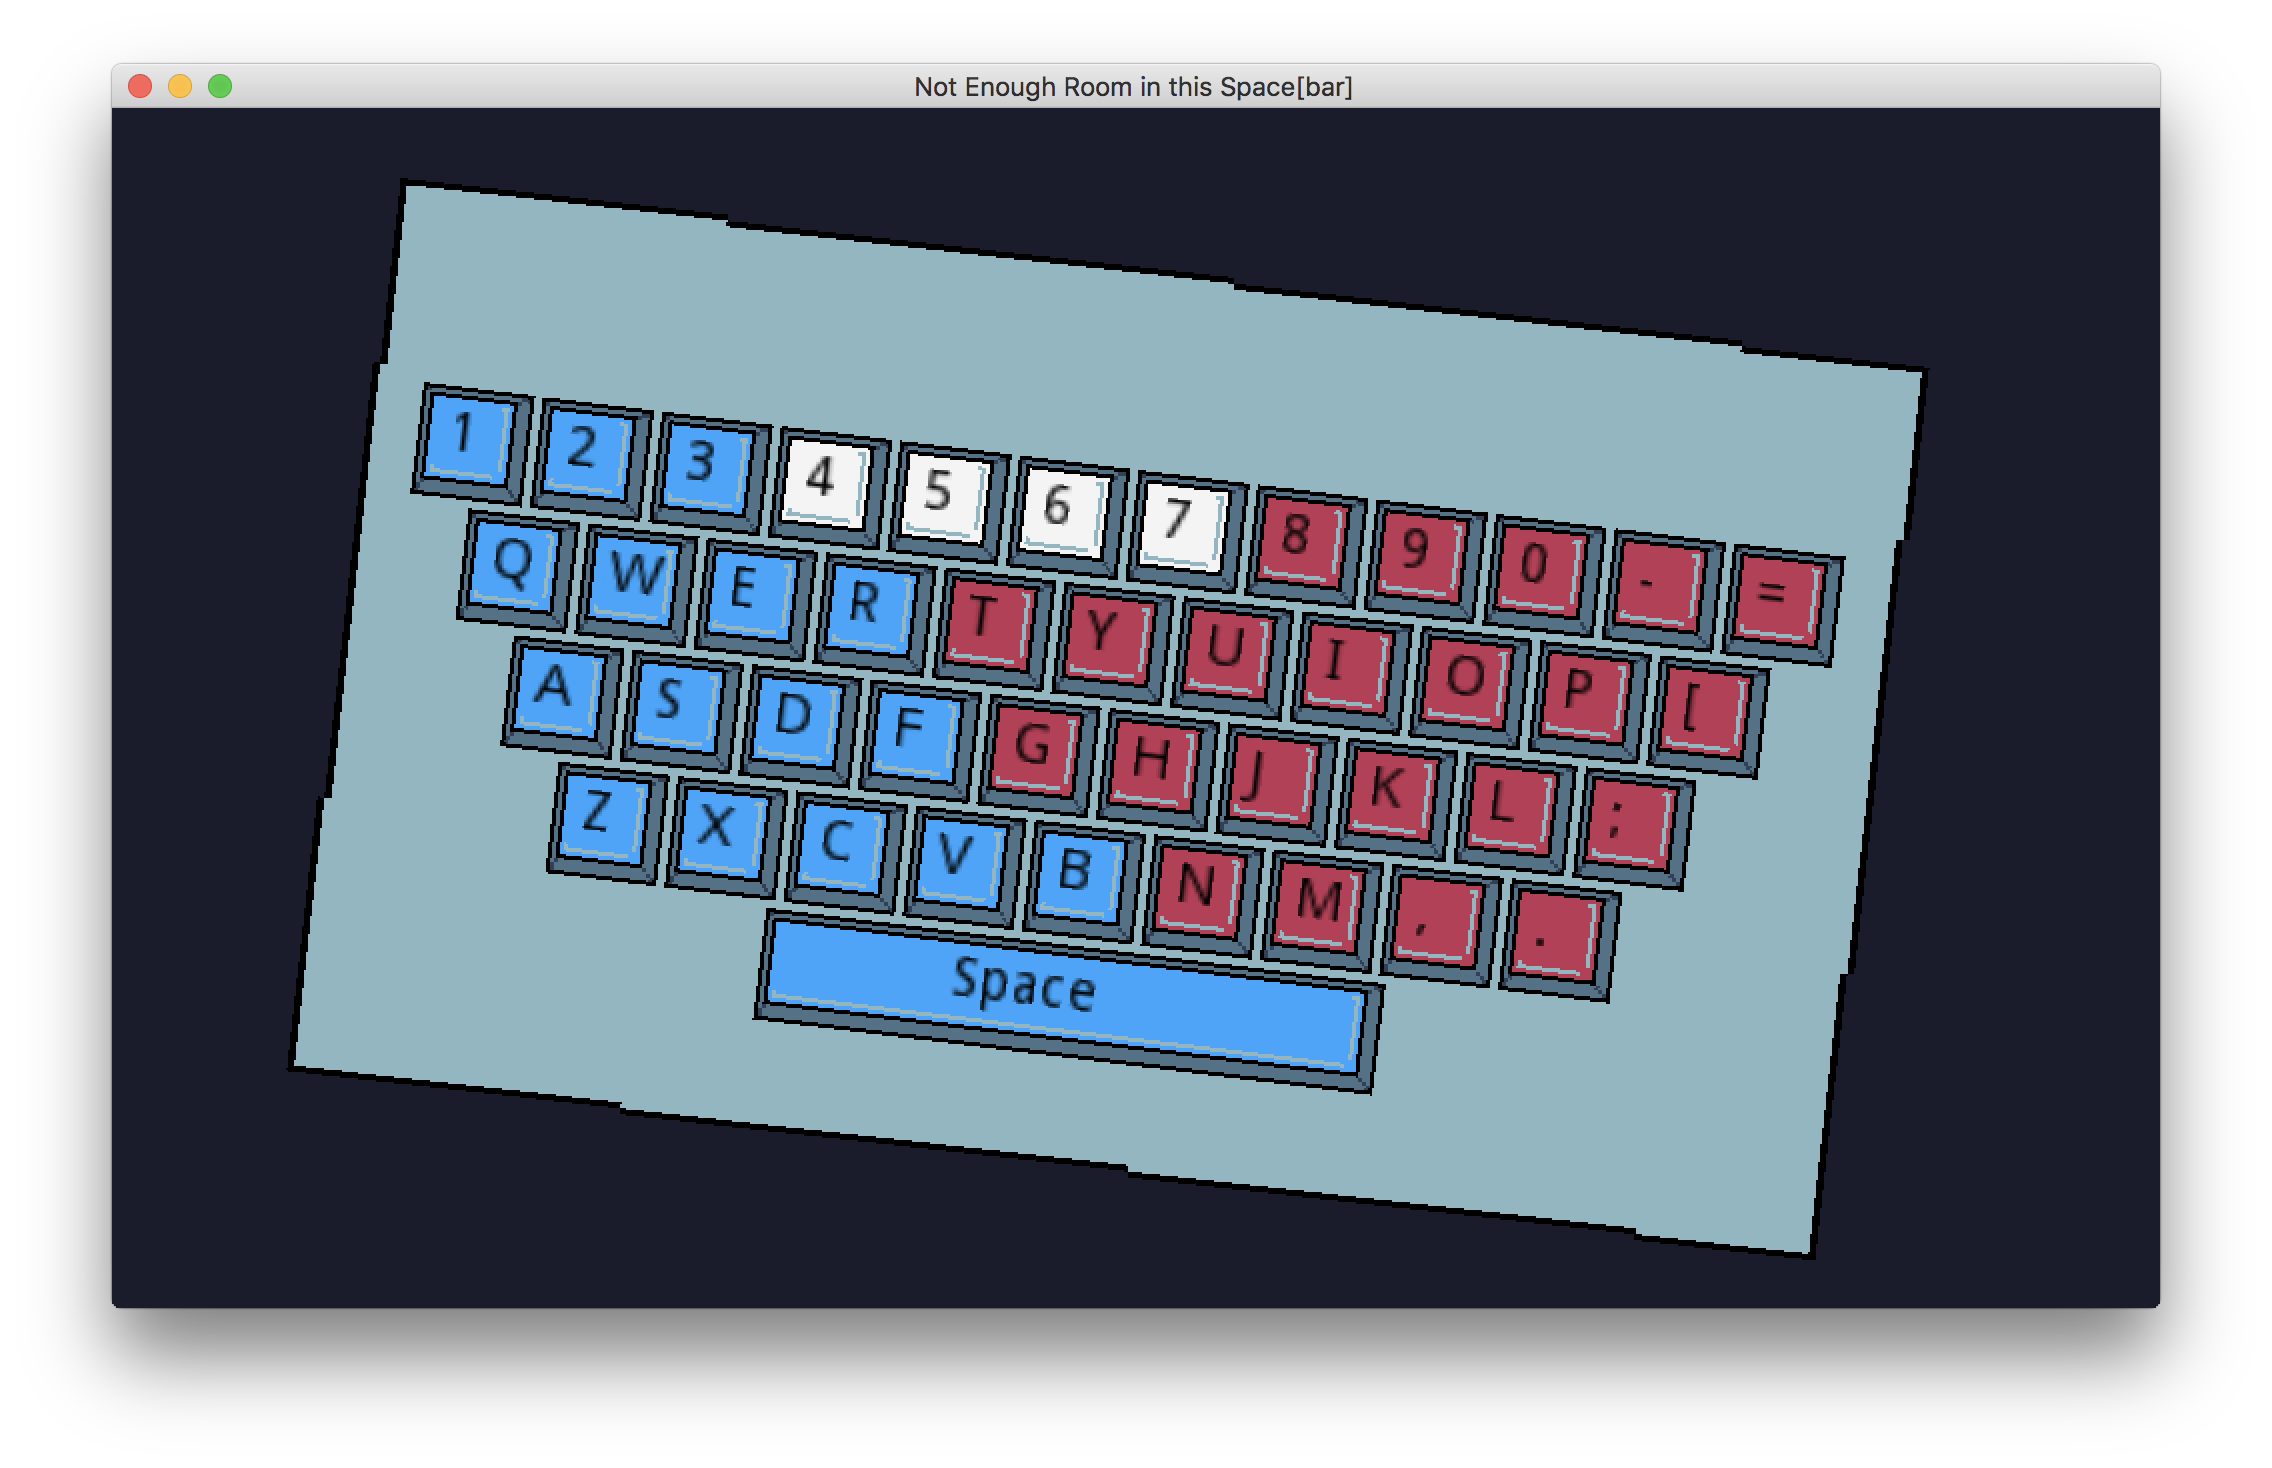 Not Enough Room in this Space[bar]
1 2 3 4 5 6 7 8 9 0 - =
Q W E R T Y U I O P [
A S D F G H J K L ;
Z X C V B N M , .
Space